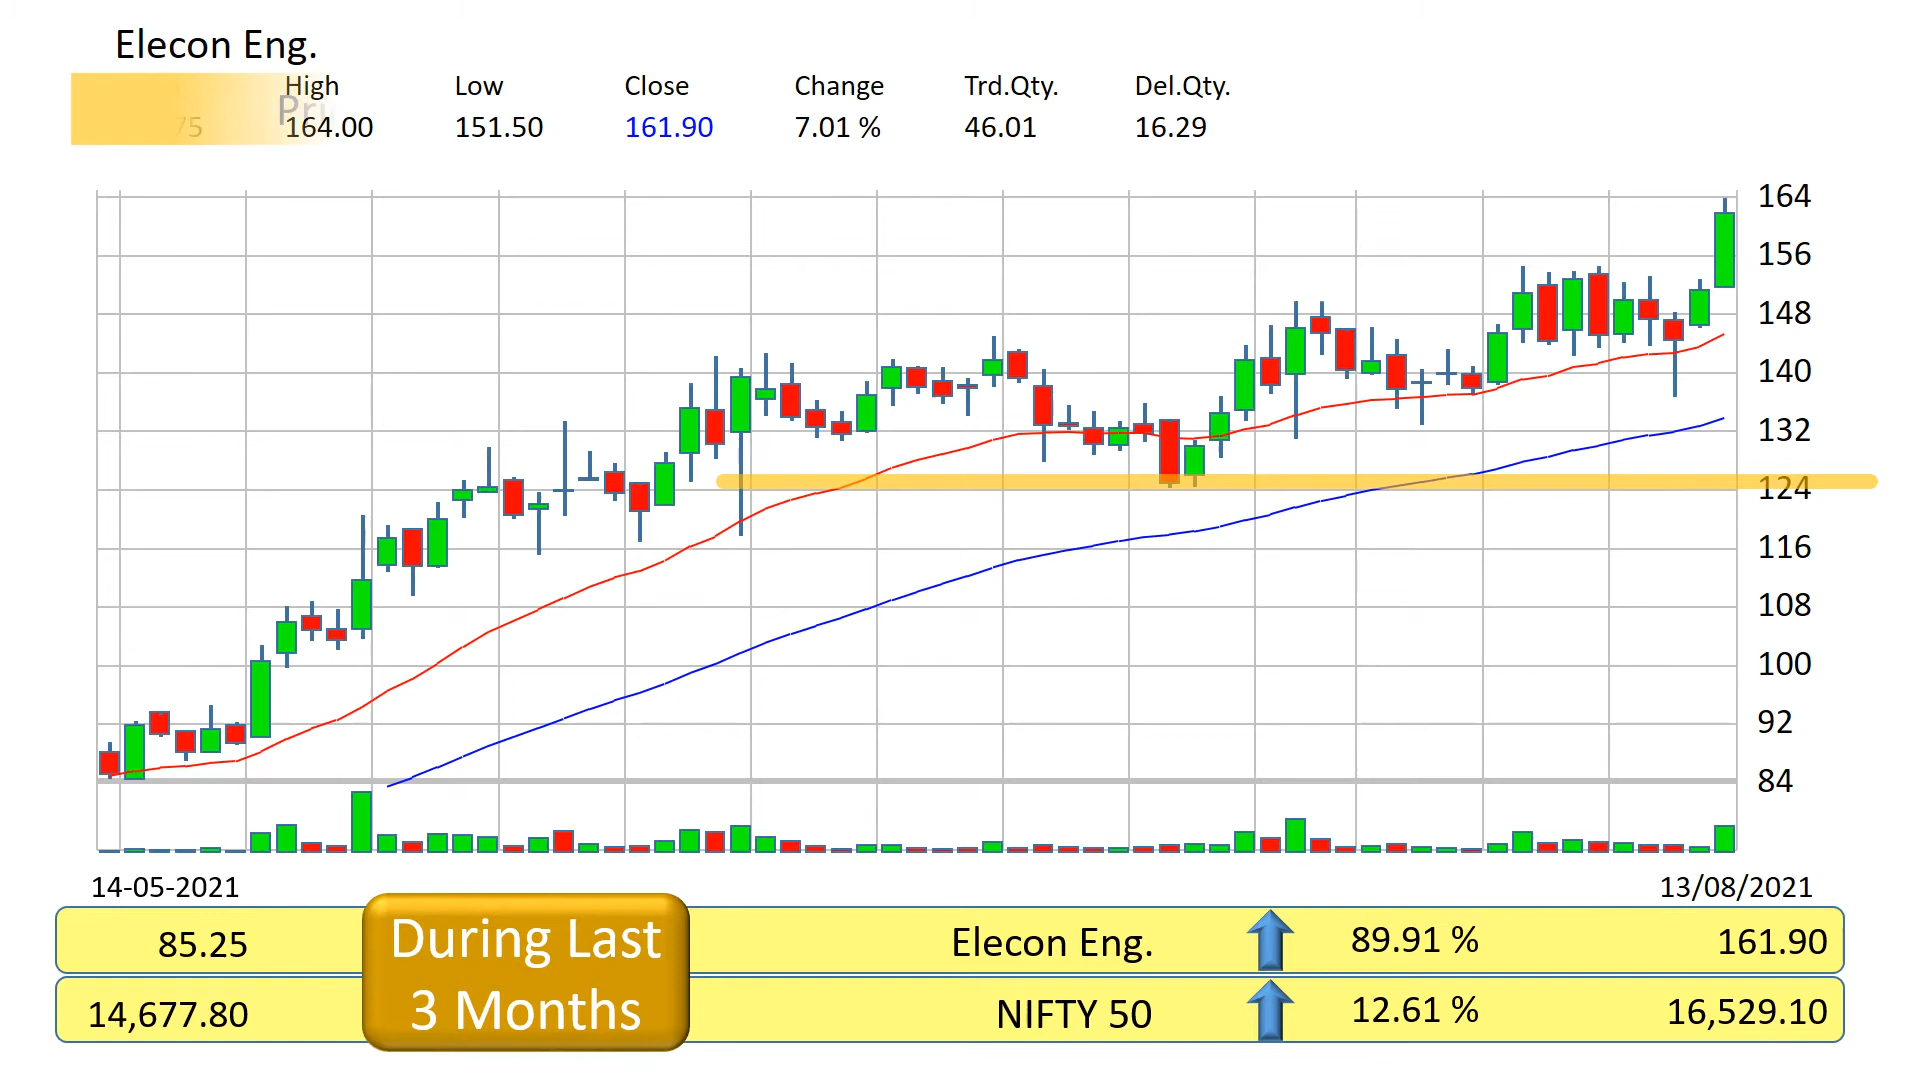 Elecon Eng.
High Low Close Change Trd.Qty. Del.Qty.
75 164.00 151.50 161.90 7.01 % 46.01 16.29
164
156
148
140
132
124
116
108
100
92
84
14-05-2021 13/08/2021
85.25 During Last Elecon Eng. 89.91 % 161.90
14,677.80 3 Months NIFTY 50 12.61 % 16,529.10